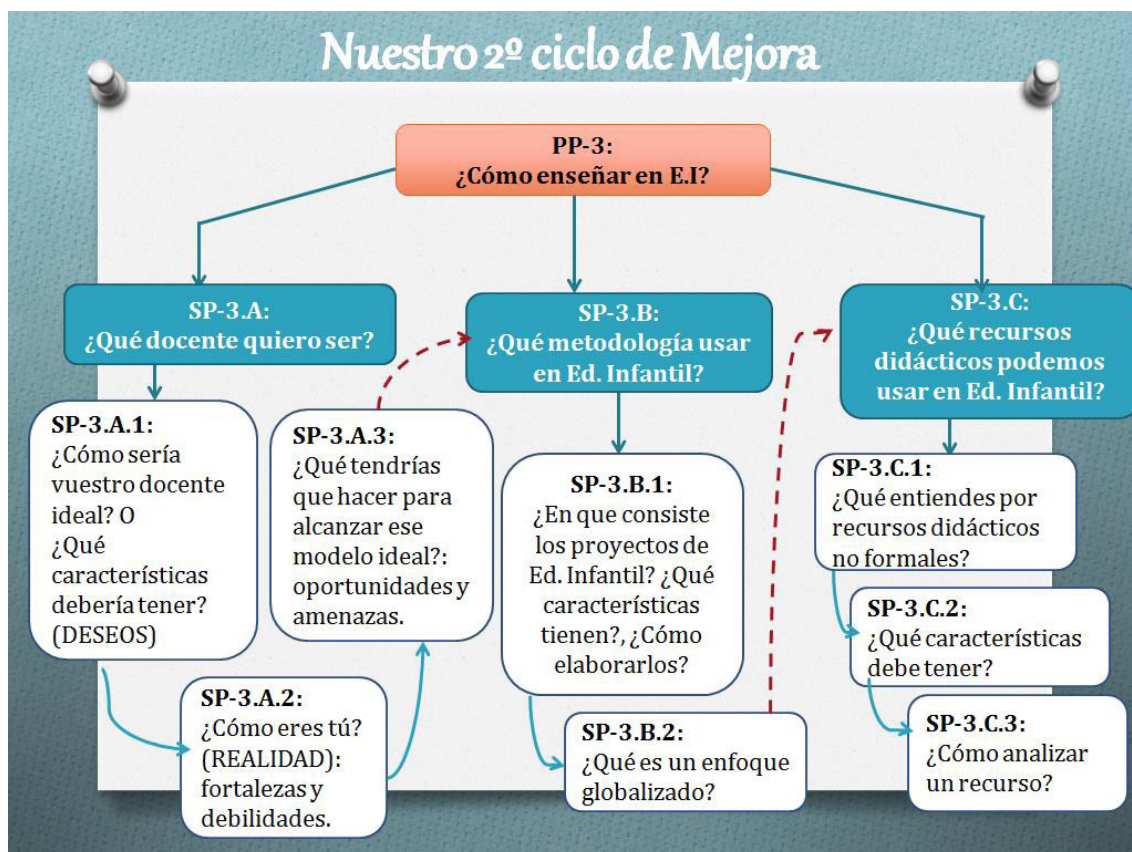 Nuestro 2º ciclo de Mejora
PP-3:
¿Cómo enseñar en E.I?
SP-3.A:
¿Qué docente quiero ser?
SP-3.A.1:
¿Cómo sería
vuestro docente
ideal? O
¿Qué
características
debería tener?
(DESEOS)
SP-3.A.2:
¿Cómo eres tú?
(REALIDAD):
fortalezas y
debilidades.
SP-3.A.3:
¿Qué tendrías
que hacer para
alcanzar ese
modelo ideal?:
oportunidades y
amenazas.
SP-3.B:
¿Qué metodología usar
en Ed. Infantil?
SP-3.B.1:
¿En que consiste
los proyectos de
Ed. Infantil? ¿Qué
características
tienen?, ¿Cómo
elaborarlos?
SP-3.B.2:
¿Qué es un enfoque
globalizado?
SP-3.C:
¿Qué recursos
didácticos podemos
usar en Ed. Infantil?
SP-3.C.1:
¿Qué entiendes por
recursos didácticos
no formales?
SP-3.C.2:
¿Qué características
debe tener?
SP-3.C.3:
¿Cómo analizar
un recurso?